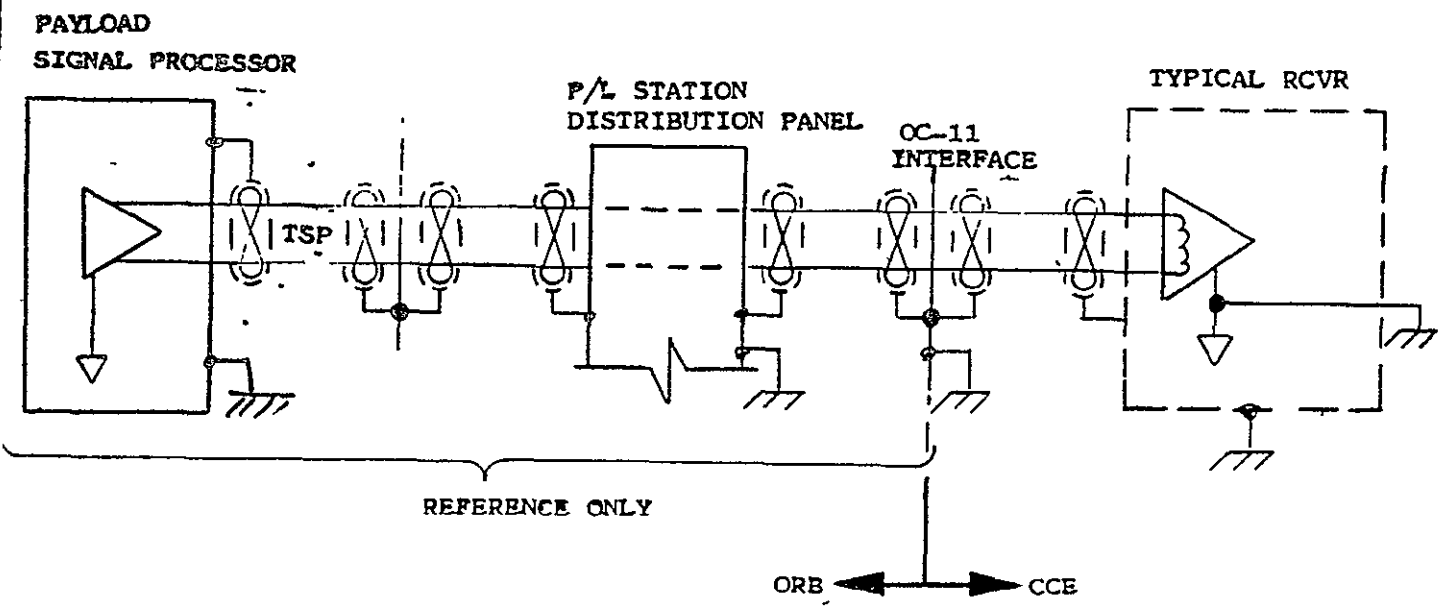 PAYLOAD
SIGNAL PROCESSOR
P/L STATION
DISTRIBUTION PANEL
OC-11
INTERFACE
TYPICAL RCVR
TSP
REFERENCE ONLY
ORB
CCE